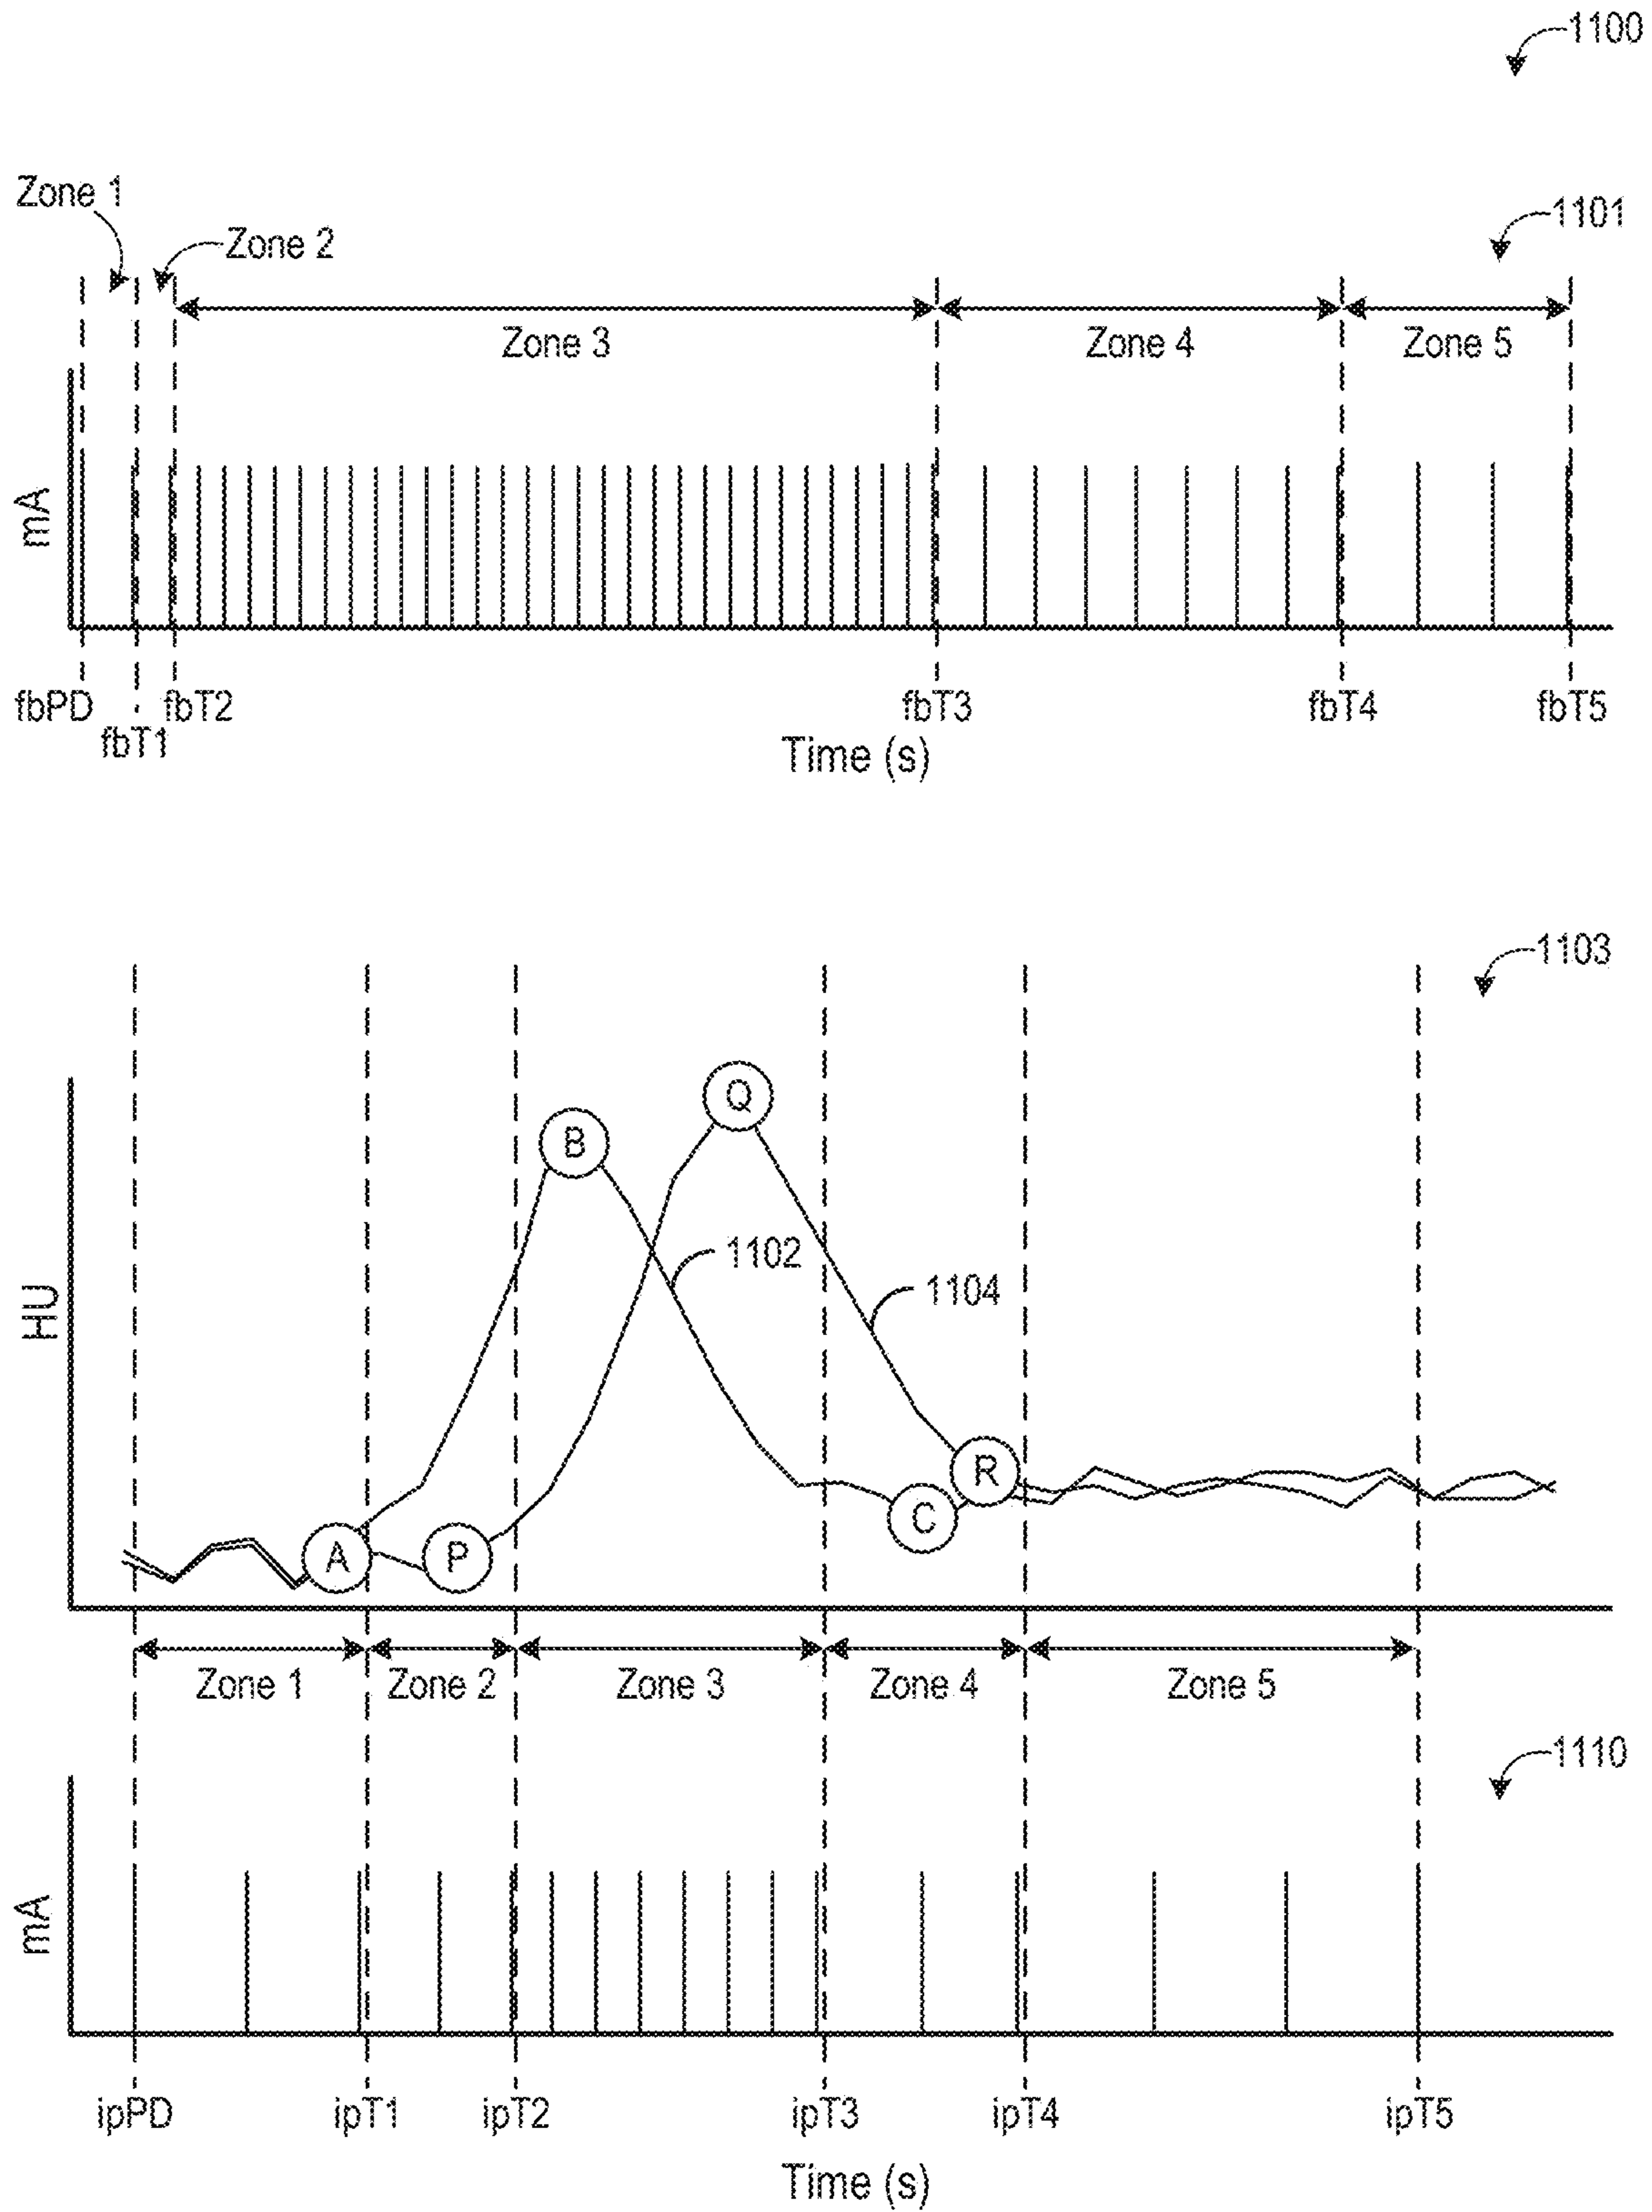 1100
Zone 1
1101
Zone 2
Zone 3
Zone 4
Zone 5
mA
fbPD
fbT1
fbT2
fbT3
fbT4
fbT5
Time (s)
1103
Q
B
1102
1104
HU
R
C
A
P
Zone 1
Zone 2
Zone 3
Zone 4
Zone 5
1110
mA
ipPD
ipT1
ipT2
ipT3
ipT4
ipT5
Time (s)